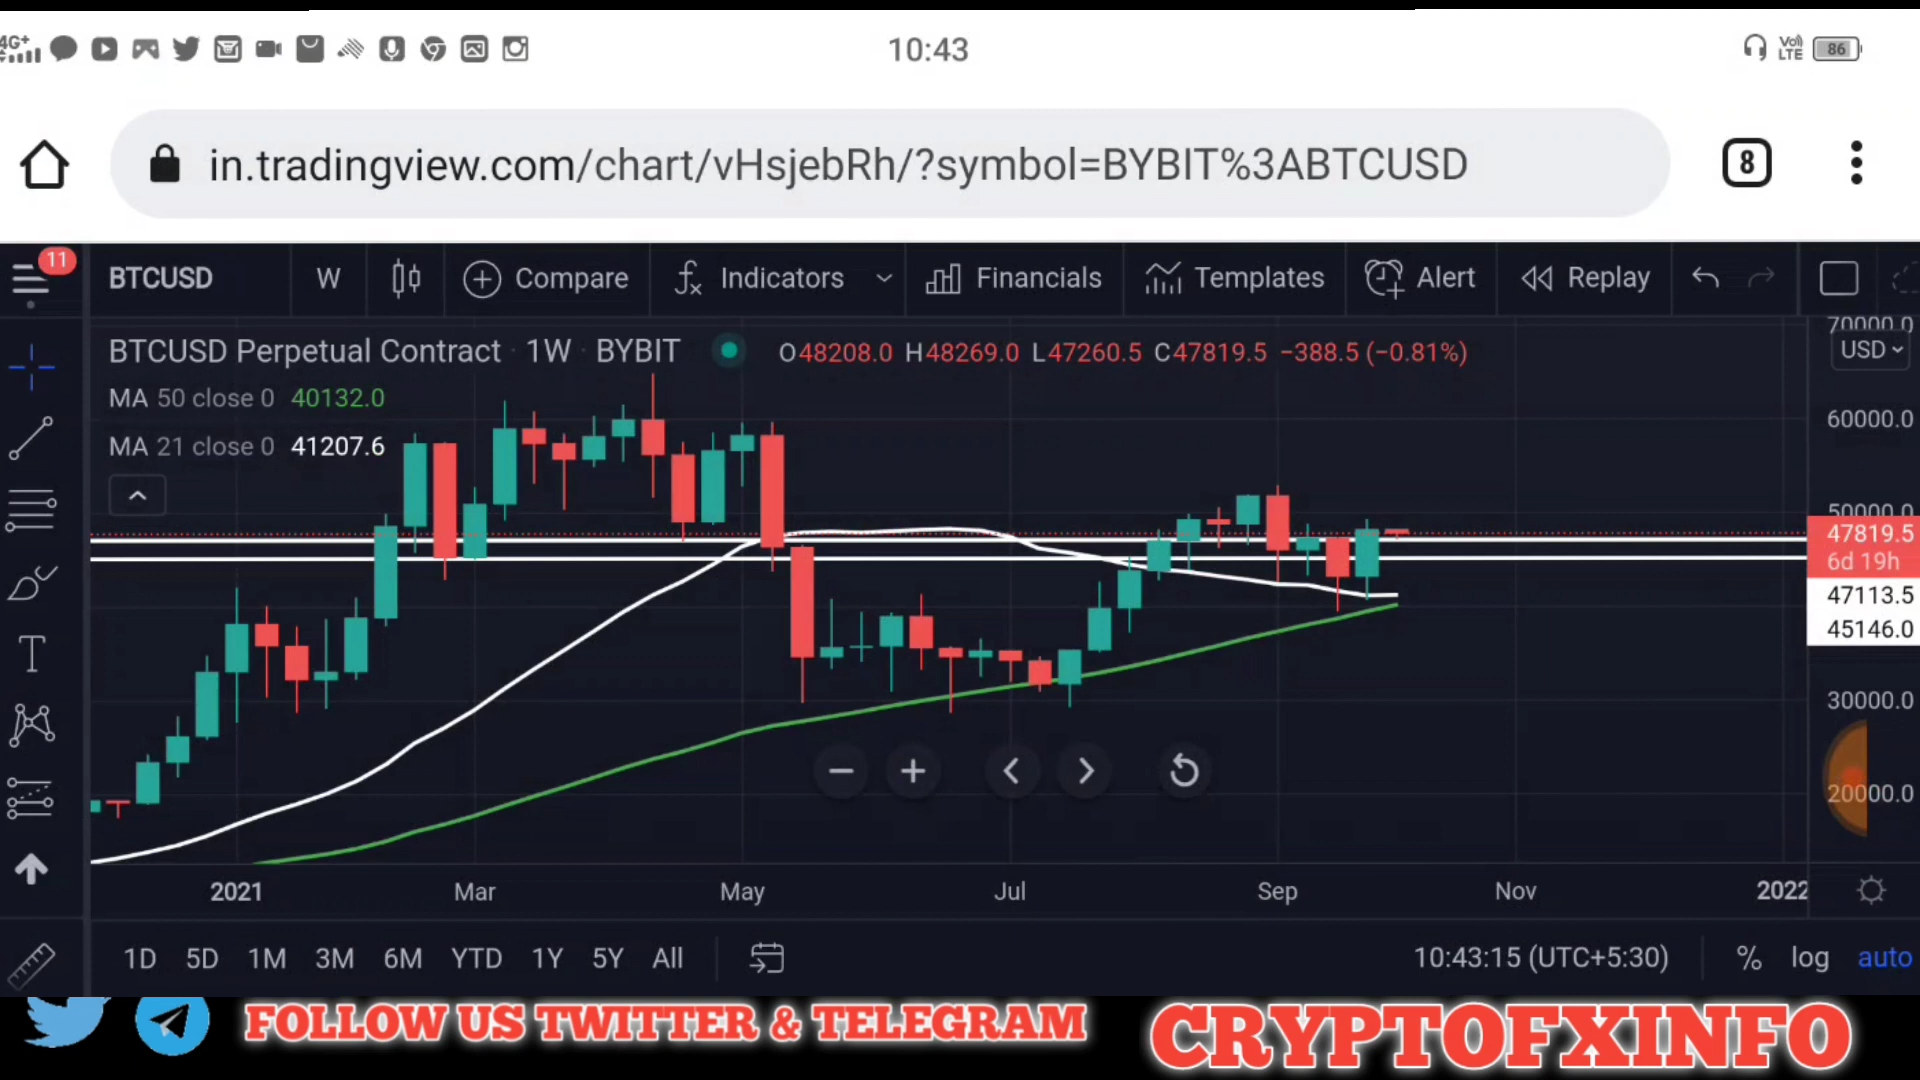 4G+ 10:43 Vo) LTE 86
in.tradingview.com/chart/vHsjebRh/?symbol=BYBIT%3ABTCUSD 8
11 BTCUSD W Compare fx Indicators Financials Templates Alert Replay
BTCUSD Perpetual Contract · 1W · BYBIT O48208.0 H48269.0 L47260.5 C47819.5 −388.5 (−0.81%)
MA 50 close 0 40132.0
MA 21 close 0 41207.6
70000.0
USD
60000.0
50000.0
47819.5
6d 19h
47113.5
45146.0
30000.0
20000.0
2021 Mar May Jul Sep Nov 2022
1D 5D 1M 3M 6M YTD 1Y 5Y All 10:43:15 (UTC+5:30) % log auto
FOLLOW US TWITTER & TELEGRAM CRYPTOFXINFO